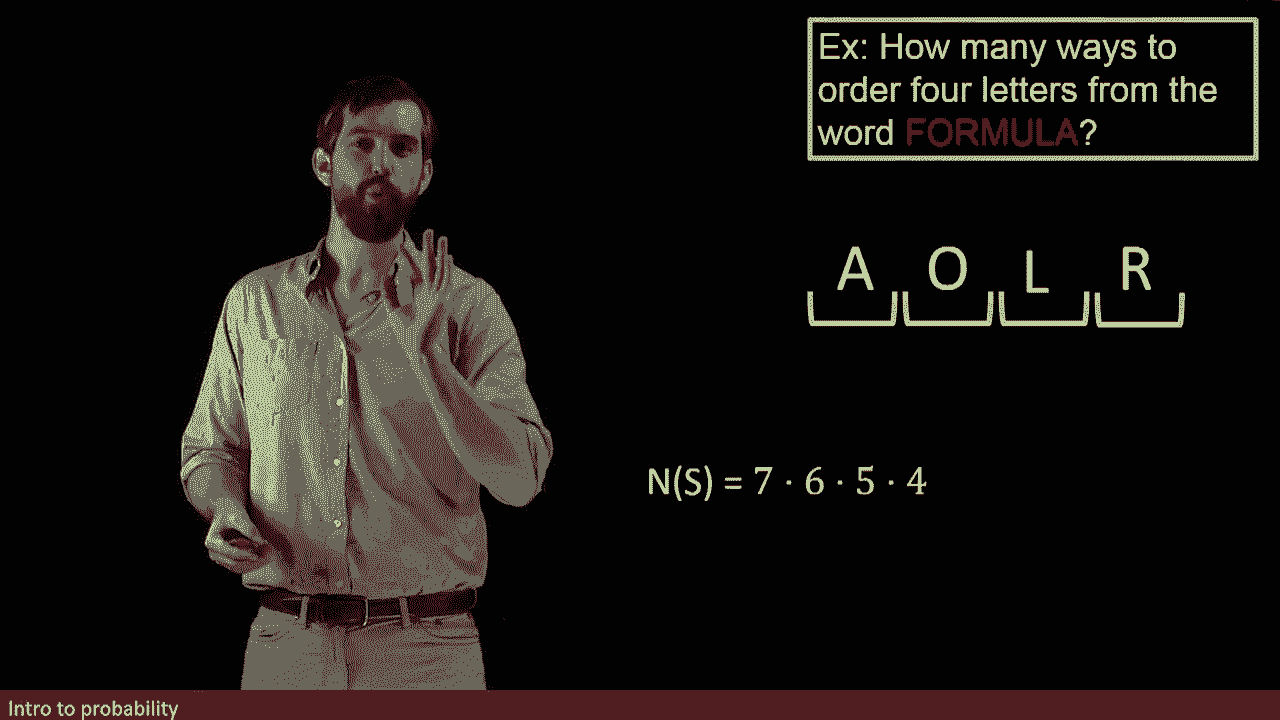 Ex: How many ways to
order four letters from the
word FORMULA?
A O L R
N(S) = 7 · 6 · 5 · 4
Intro to probability